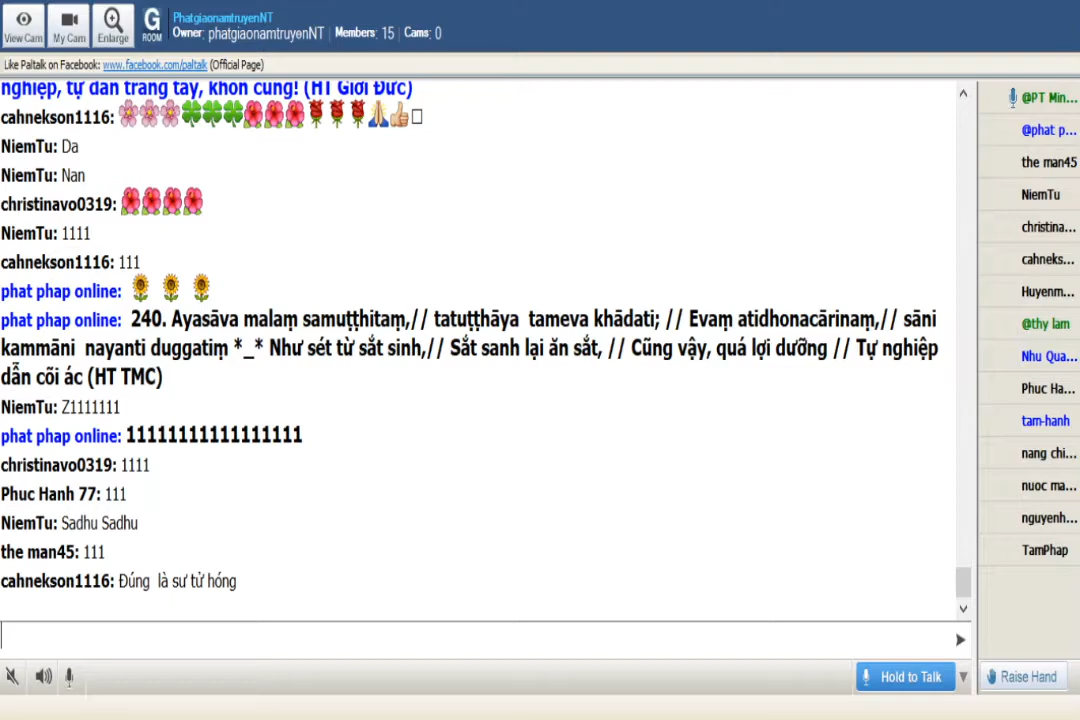 PhatgiaonamtruyenNT
Owner: phatgiaonamtruyenNT Members: 15 Cams: 0
View Cam My Cam Enlarge G ROOM
Like Paltalk on Facebook: www.facebook.com/paltalk (Official Page)
nghiệp, tự dẫn trắng tay, khốn cùng! (HT Giới Đức)
cahnekson1116:
NiemTu: Da
NiemTu: Nan
christinavo0319:
NiemTu: 1111
cahnekson1116: 111
phat phap online:
phat phap online: 240. Ayasāva malaṃ samuṭṭhitaṃ,// tatuṭṭhāya tameva khādati; // Evaṃ atidhonacārinaṃ,// sāni
kammāni nayanti duggatiṃ *_* Như sét từ sắt sinh,// Sắt sanh lại ăn sắt, // Cũng vậy, quá lợi dưỡng // Tự nghiệp
dẫn cõi ác (HT TMC)
NiemTu: Z1111111
phat phap online: 11111111111111111
christinavo0319: 1111
Phuc Hanh 77: 111
NiemTu: Sadhu Sadhu
the man45: 111
cahnekson1116: Đúng là sư tử hóng
@PT Min...
@phat p...
the man45
NiemTu
christina...
cahneks...
Huyenm...
@thy lam
Nhu Qua...
Phuc Ha...
tam-hanh
nang chi...
nuoc ma...
nguyenh...
TamPhap
Hold to Talk
Raise Hand